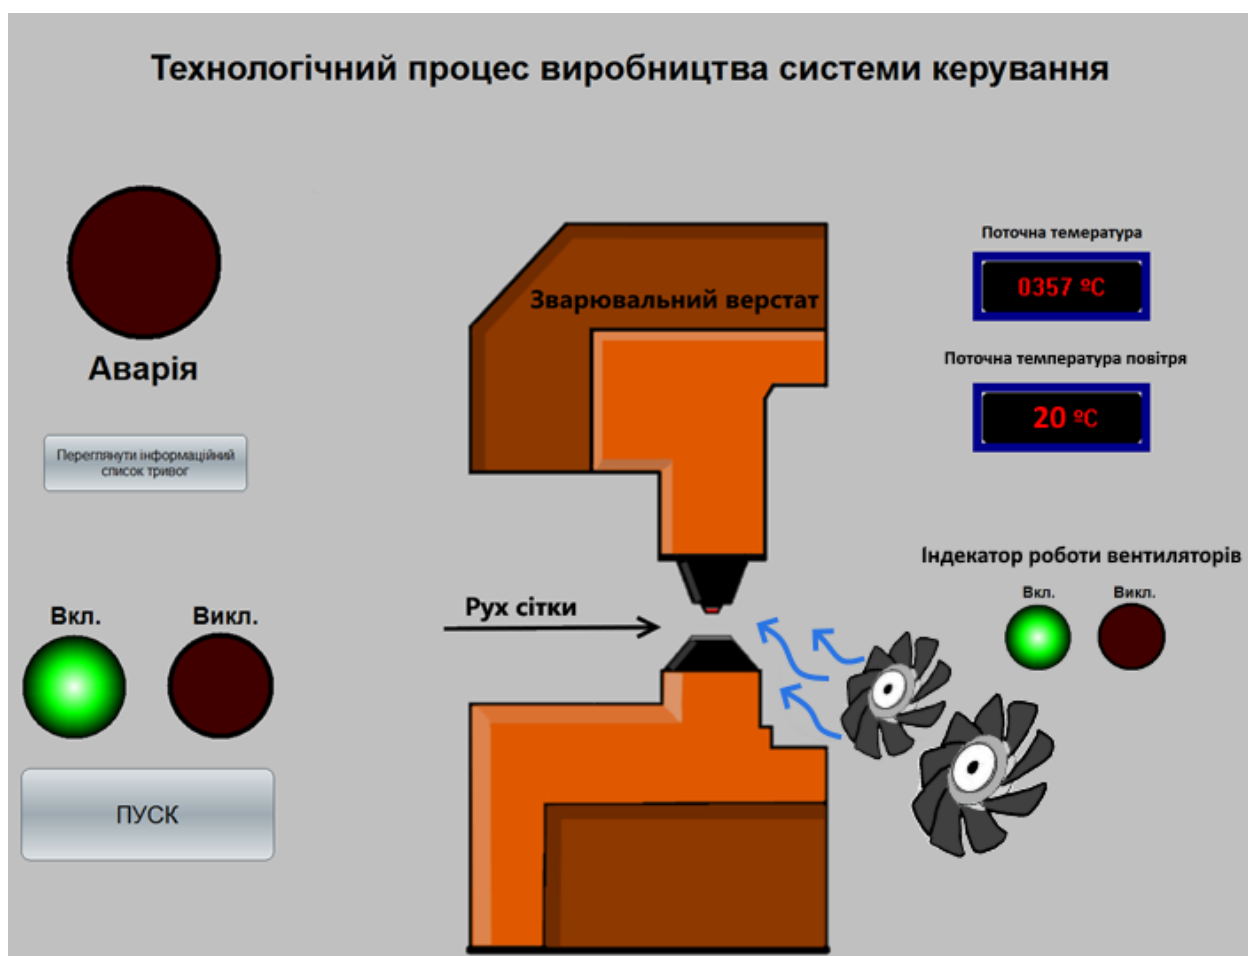 Технологічний процес виробництва системи керування
Аварія
Переглянути інформаційний
список тривог
Вкл.
Викл.
ПУСК
Зварювальний верстат
Рух сітки
Поточна темература
0357 ºC
Поточна температура повітря
20 ºC
Індекатор роботи вентиляторів
Вкл.
Викл.